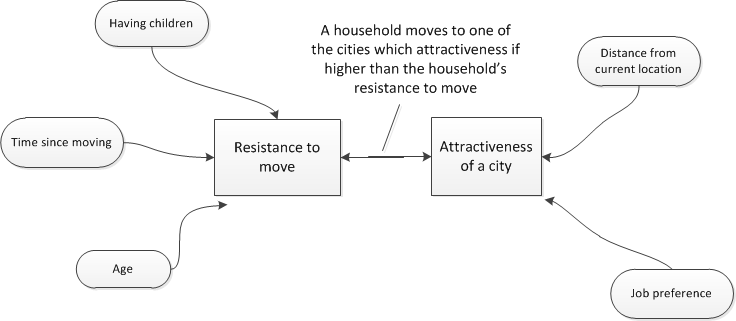 Having children
A household moves to one of
the cities which attractiveness if
higher than the household's
resistance to move
Distance from
current location
Time since moving
Resistance to
move
Attractiveness
of a city
Age
Job preference